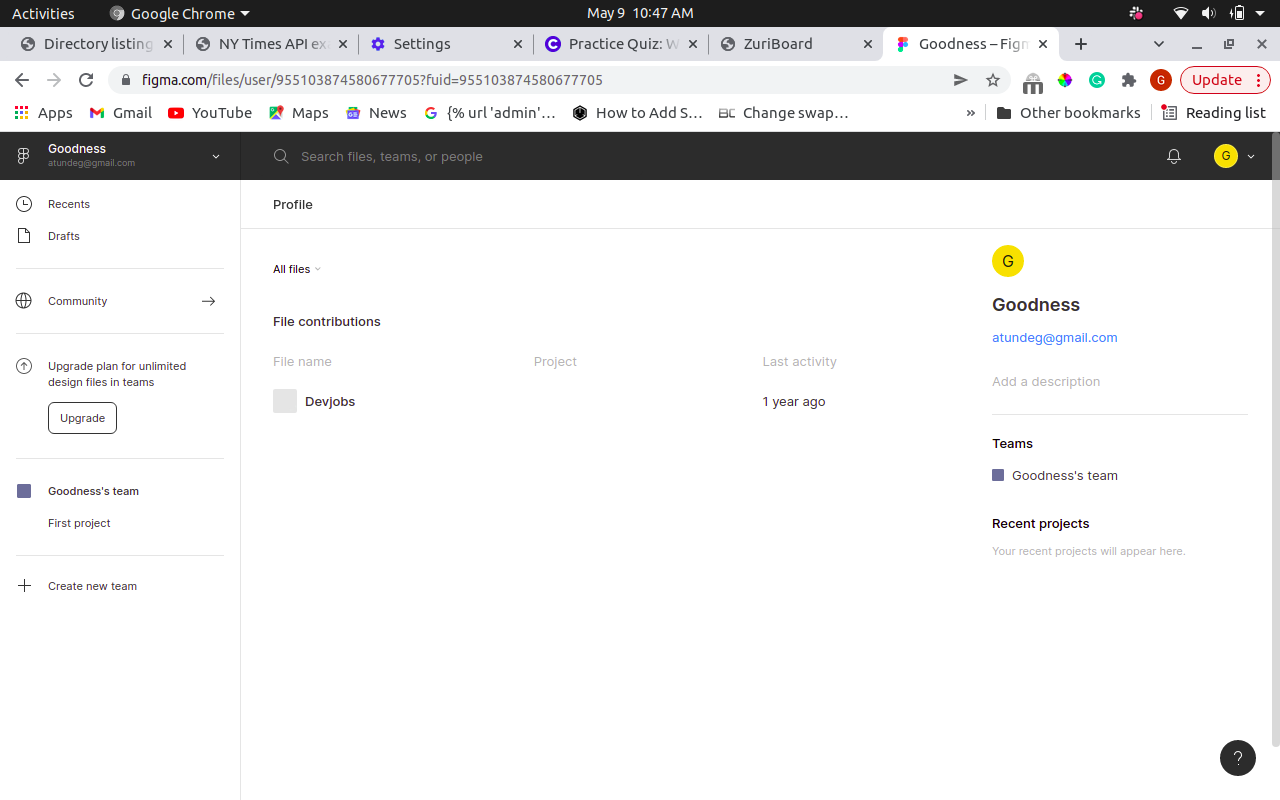 Activities Google Chrome May 9 10:47 AM
Directory listing NY Times API ex Settings Practice Quiz: W ZuriBoard Goodness – Figm
figma.com/files/user/955103874580677705?fuid=955103874580677705 G Update
Apps Gmail YouTube Maps News {% url 'admin'... How to Add S... BC Change swap... » Other bookmarks Reading list
Goodness
atundeg@gmail.com
Search files, teams, or people
G
Recents
Drafts
Community
Upgrade plan for unlimited
design files in teams
Upgrade
Goodness's team
First project
Create new team
Profile
All files
File contributions
File name Project Last activity
Devjobs 1 year ago
G
Goodness
atundeg@gmail.com
Add a description
Teams
Goodness's team
Recent projects
Your recent projects will appear here.
?